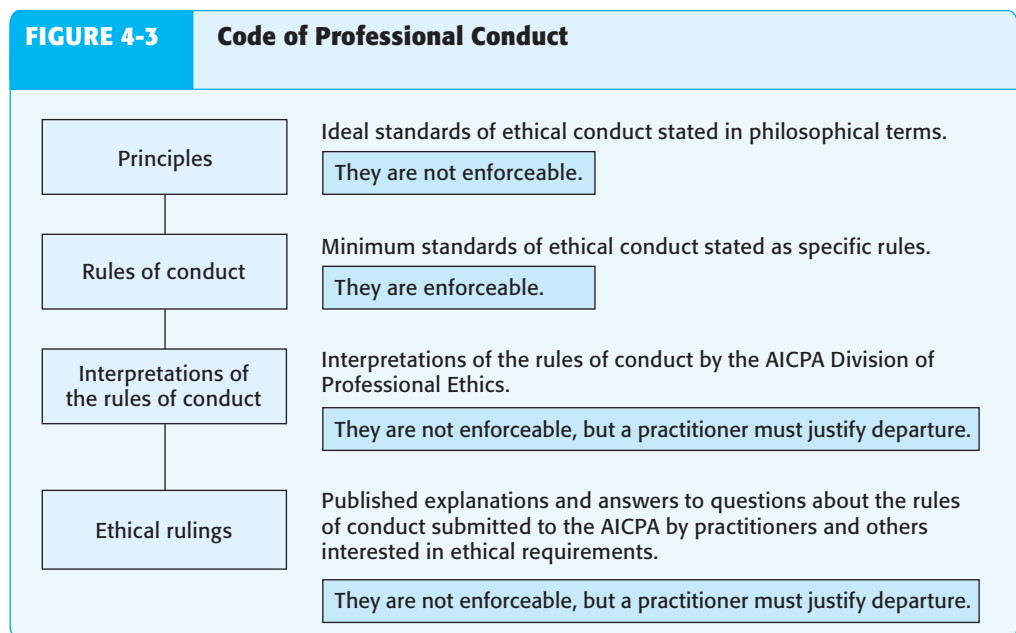 FIGURE 4-3 Code of Professional Conduct
Principles
Ideal standards of ethical conduct stated in philosophical terms.
They are not enforceable.
Rules of conduct
Minimum standards of ethical conduct stated as specific rules.
They are enforceable.
Interpretations of
the rules of conduct
Interpretations of the rules of conduct by the AICPA Division of
Professional Ethics.
They are not enforceable, but a practitioner must justify departure.
Ethical rulings
Published explanations and answers to questions about the rules
of conduct submitted to the AICPA by practitioners and others
interested in ethical requirements.
They are not enforceable, but a practitioner must justify departure.